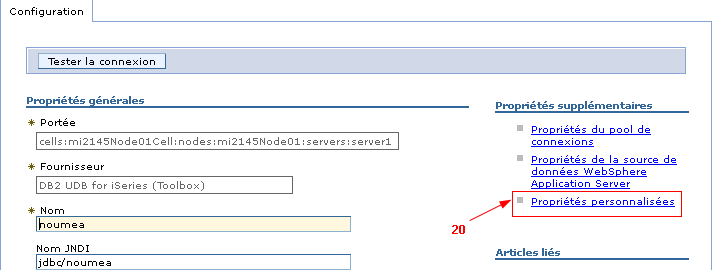 Configuration
Tester la connexion
Propriétés générales
Portée
cells:mi2145Node01Cell:nodes:mi2145Node01:servers:server1
Fournisseur
DB2 UDB for iSeries (Toolbox)
Nom
noumea
Nom JNDI
jdbc/noumea
Propriétés supplémentaires
Propriétés du pool de
connexions
Propriétés de la source de
données WebSphere
Application Server
Propriétés personnalisées
20
Articles liés